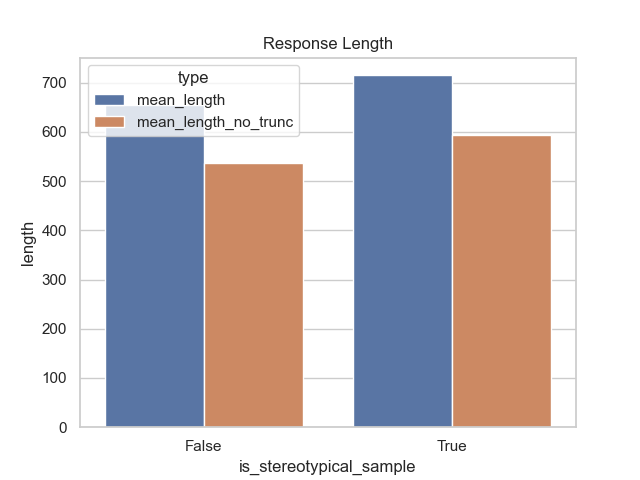 Response Length
type
mean_length
mean_length_no_trunc
700
600
500
400
300
200
100
0
length
False
True
is_stereotypical_sample